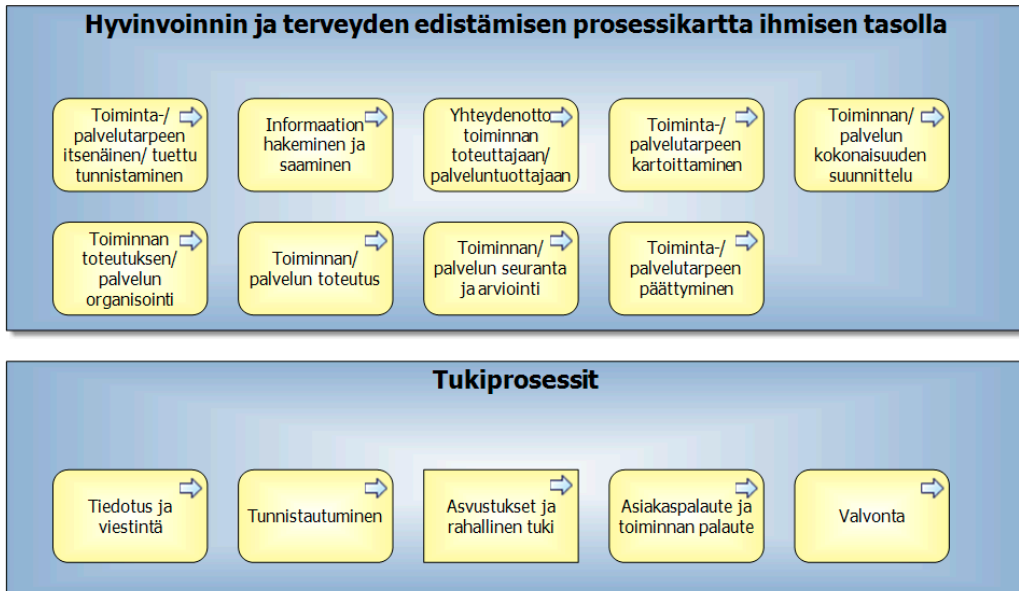 Hyvinvoinnin ja terveyden edistämisen prosessikartta ihmisen tasolla
Toiminta-/
palvelutarpeen
itsenäinen/ tuettu
tunnistaminen
Informaation
hakeminen ja
saaminen
Yhteydenotto
toiminnan
toteuttajaan/
palveluntuottajaan
Toiminta-/
palvelutarpeen
kartoittaminen
Toiminnan/
palvelun
kokonaisuuden
suunnittelu
Toiminnan
toteutuksen/
palvelun
organisointi
Toiminnan/
palvelun toteutus
Toiminnan/
palvelun seuranta
ja arviointi
Toiminta-/
palvelutarpeen
päättyminen
Tukiprosessit
Tiedotus ja
viestintä
Tunnistautuminen
Asvustukset ja
rahallinen tuki
Asiakaspalaute ja
toiminnan palaute
Valvonta